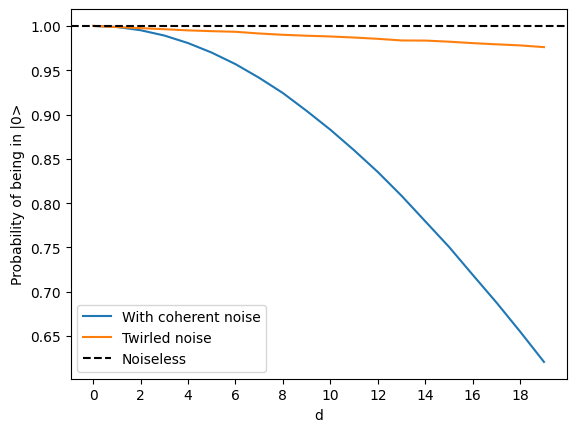 1.00
0.95
0.90
0.85
0.80
0.75
0.70
0.65
Probability of being in |0>
With coherent noise
Twirled noise
Noiseless
0 2 4 6 8 10 12 14 16 18
d